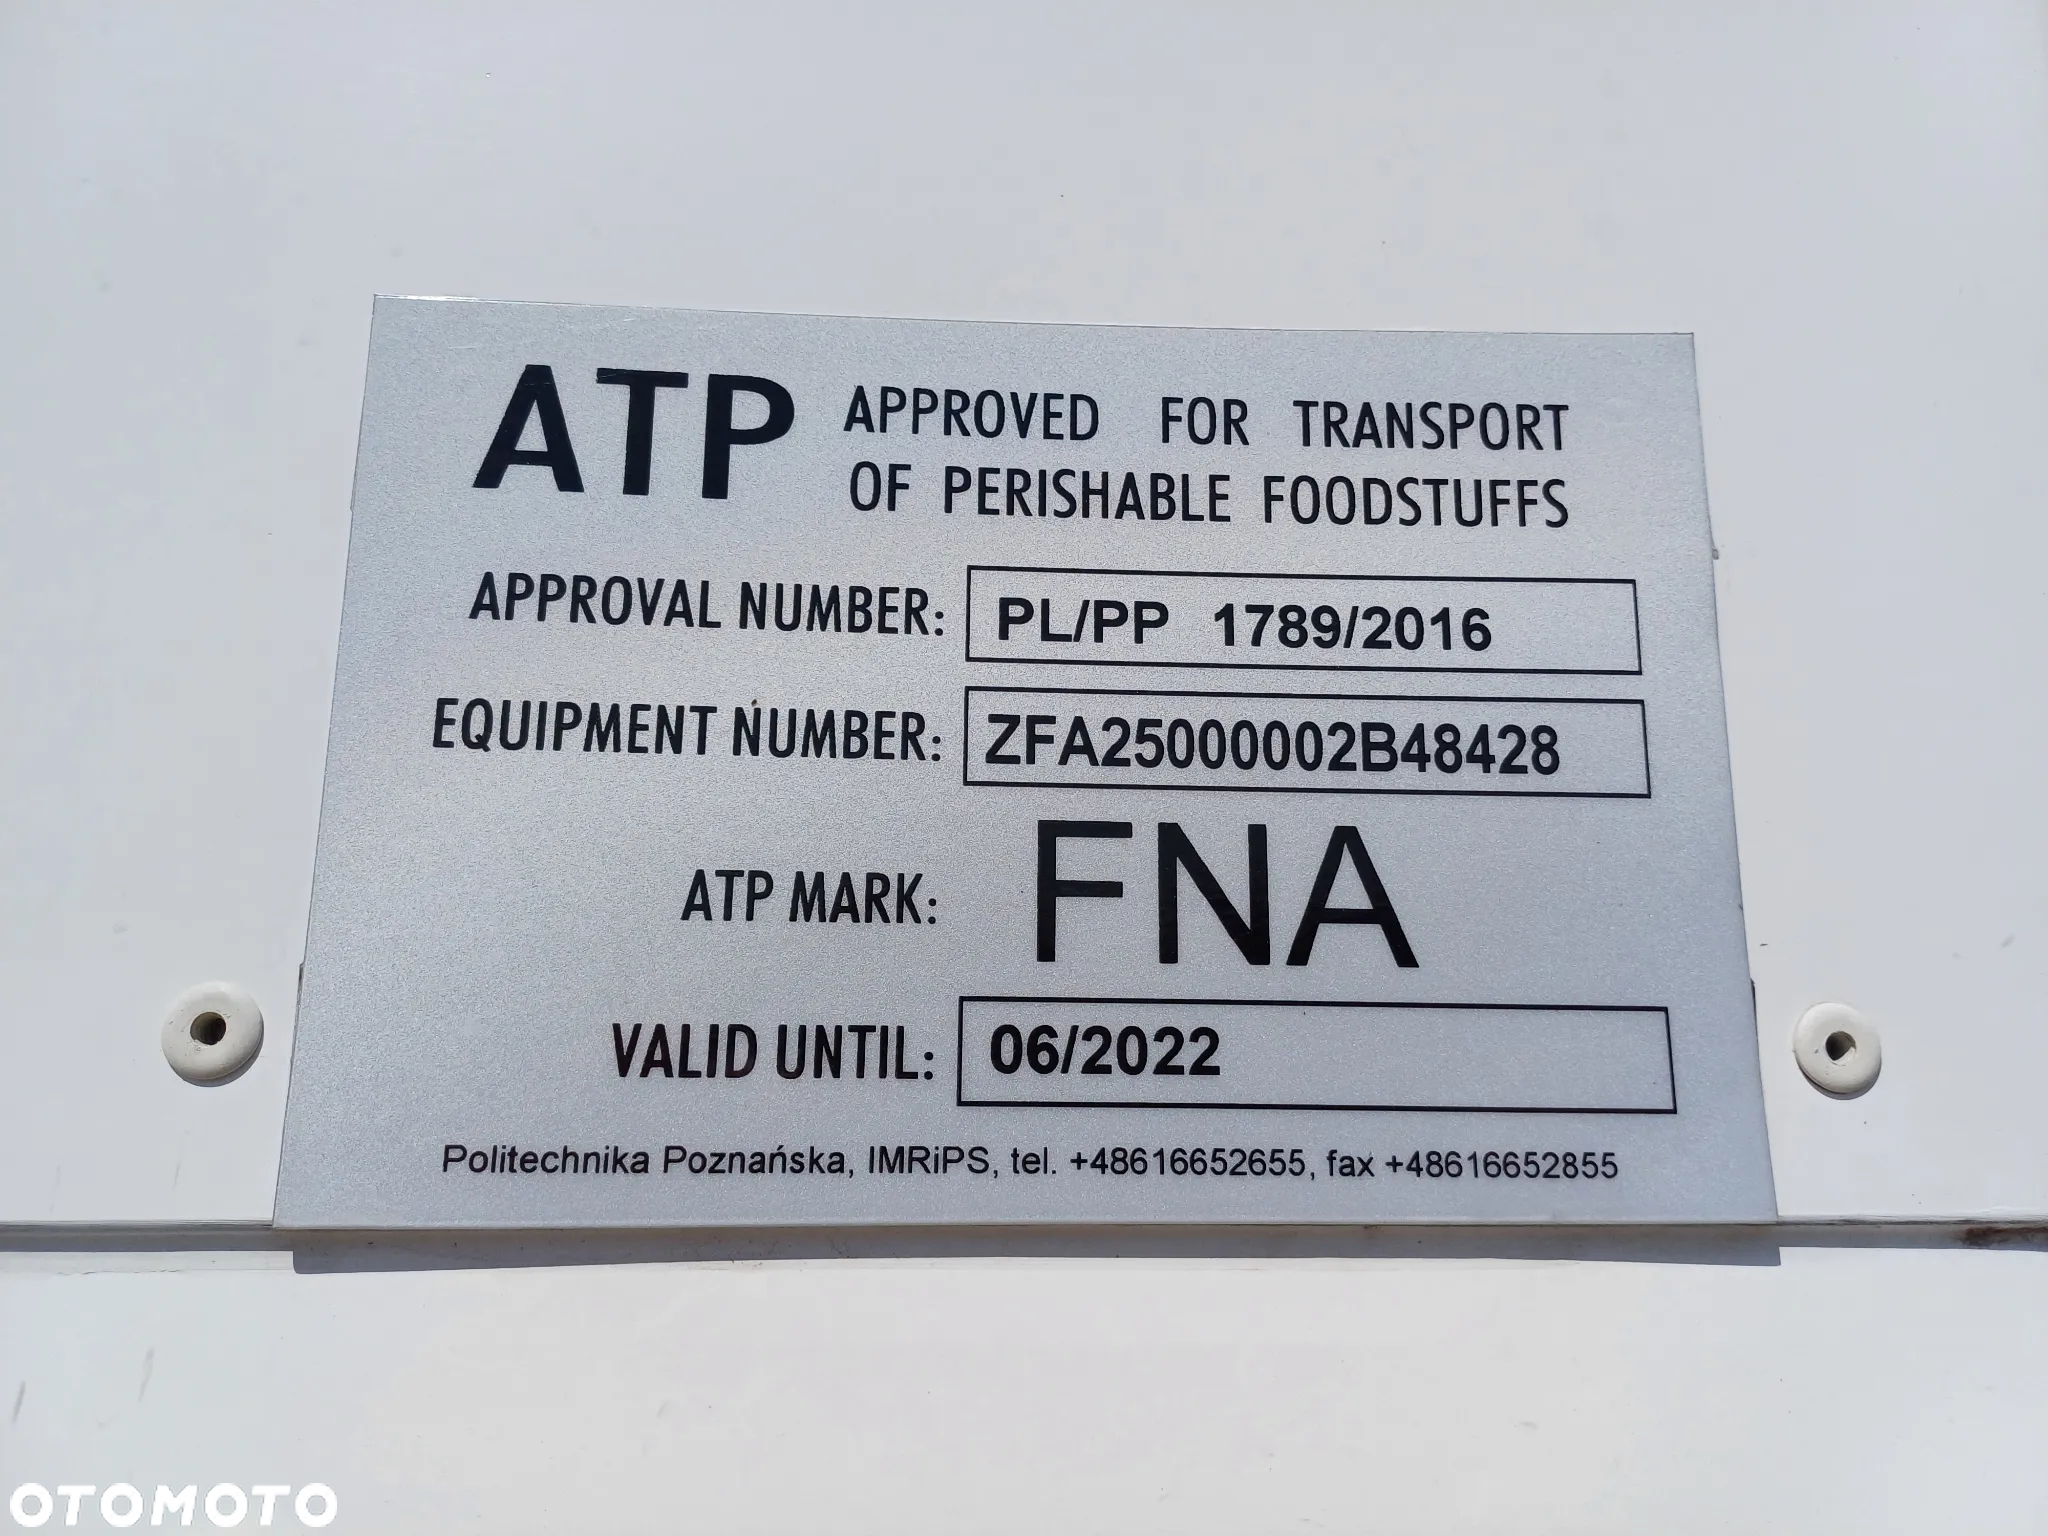 ATP APPROVED FOR TRANSPORT
OF PERISHABLE FOODSTUFFS
APPROVAL NUMBER: PL/PP 1789/2016
EQUIPMENT NUMBER: ZFA25000002B48428
ATP MARK: FNA
VALID UNTIL: 06/2022
Politechnika Poznańska, IMRiPS, tel. +48616652655, fax +48616652855
OTOMOTO